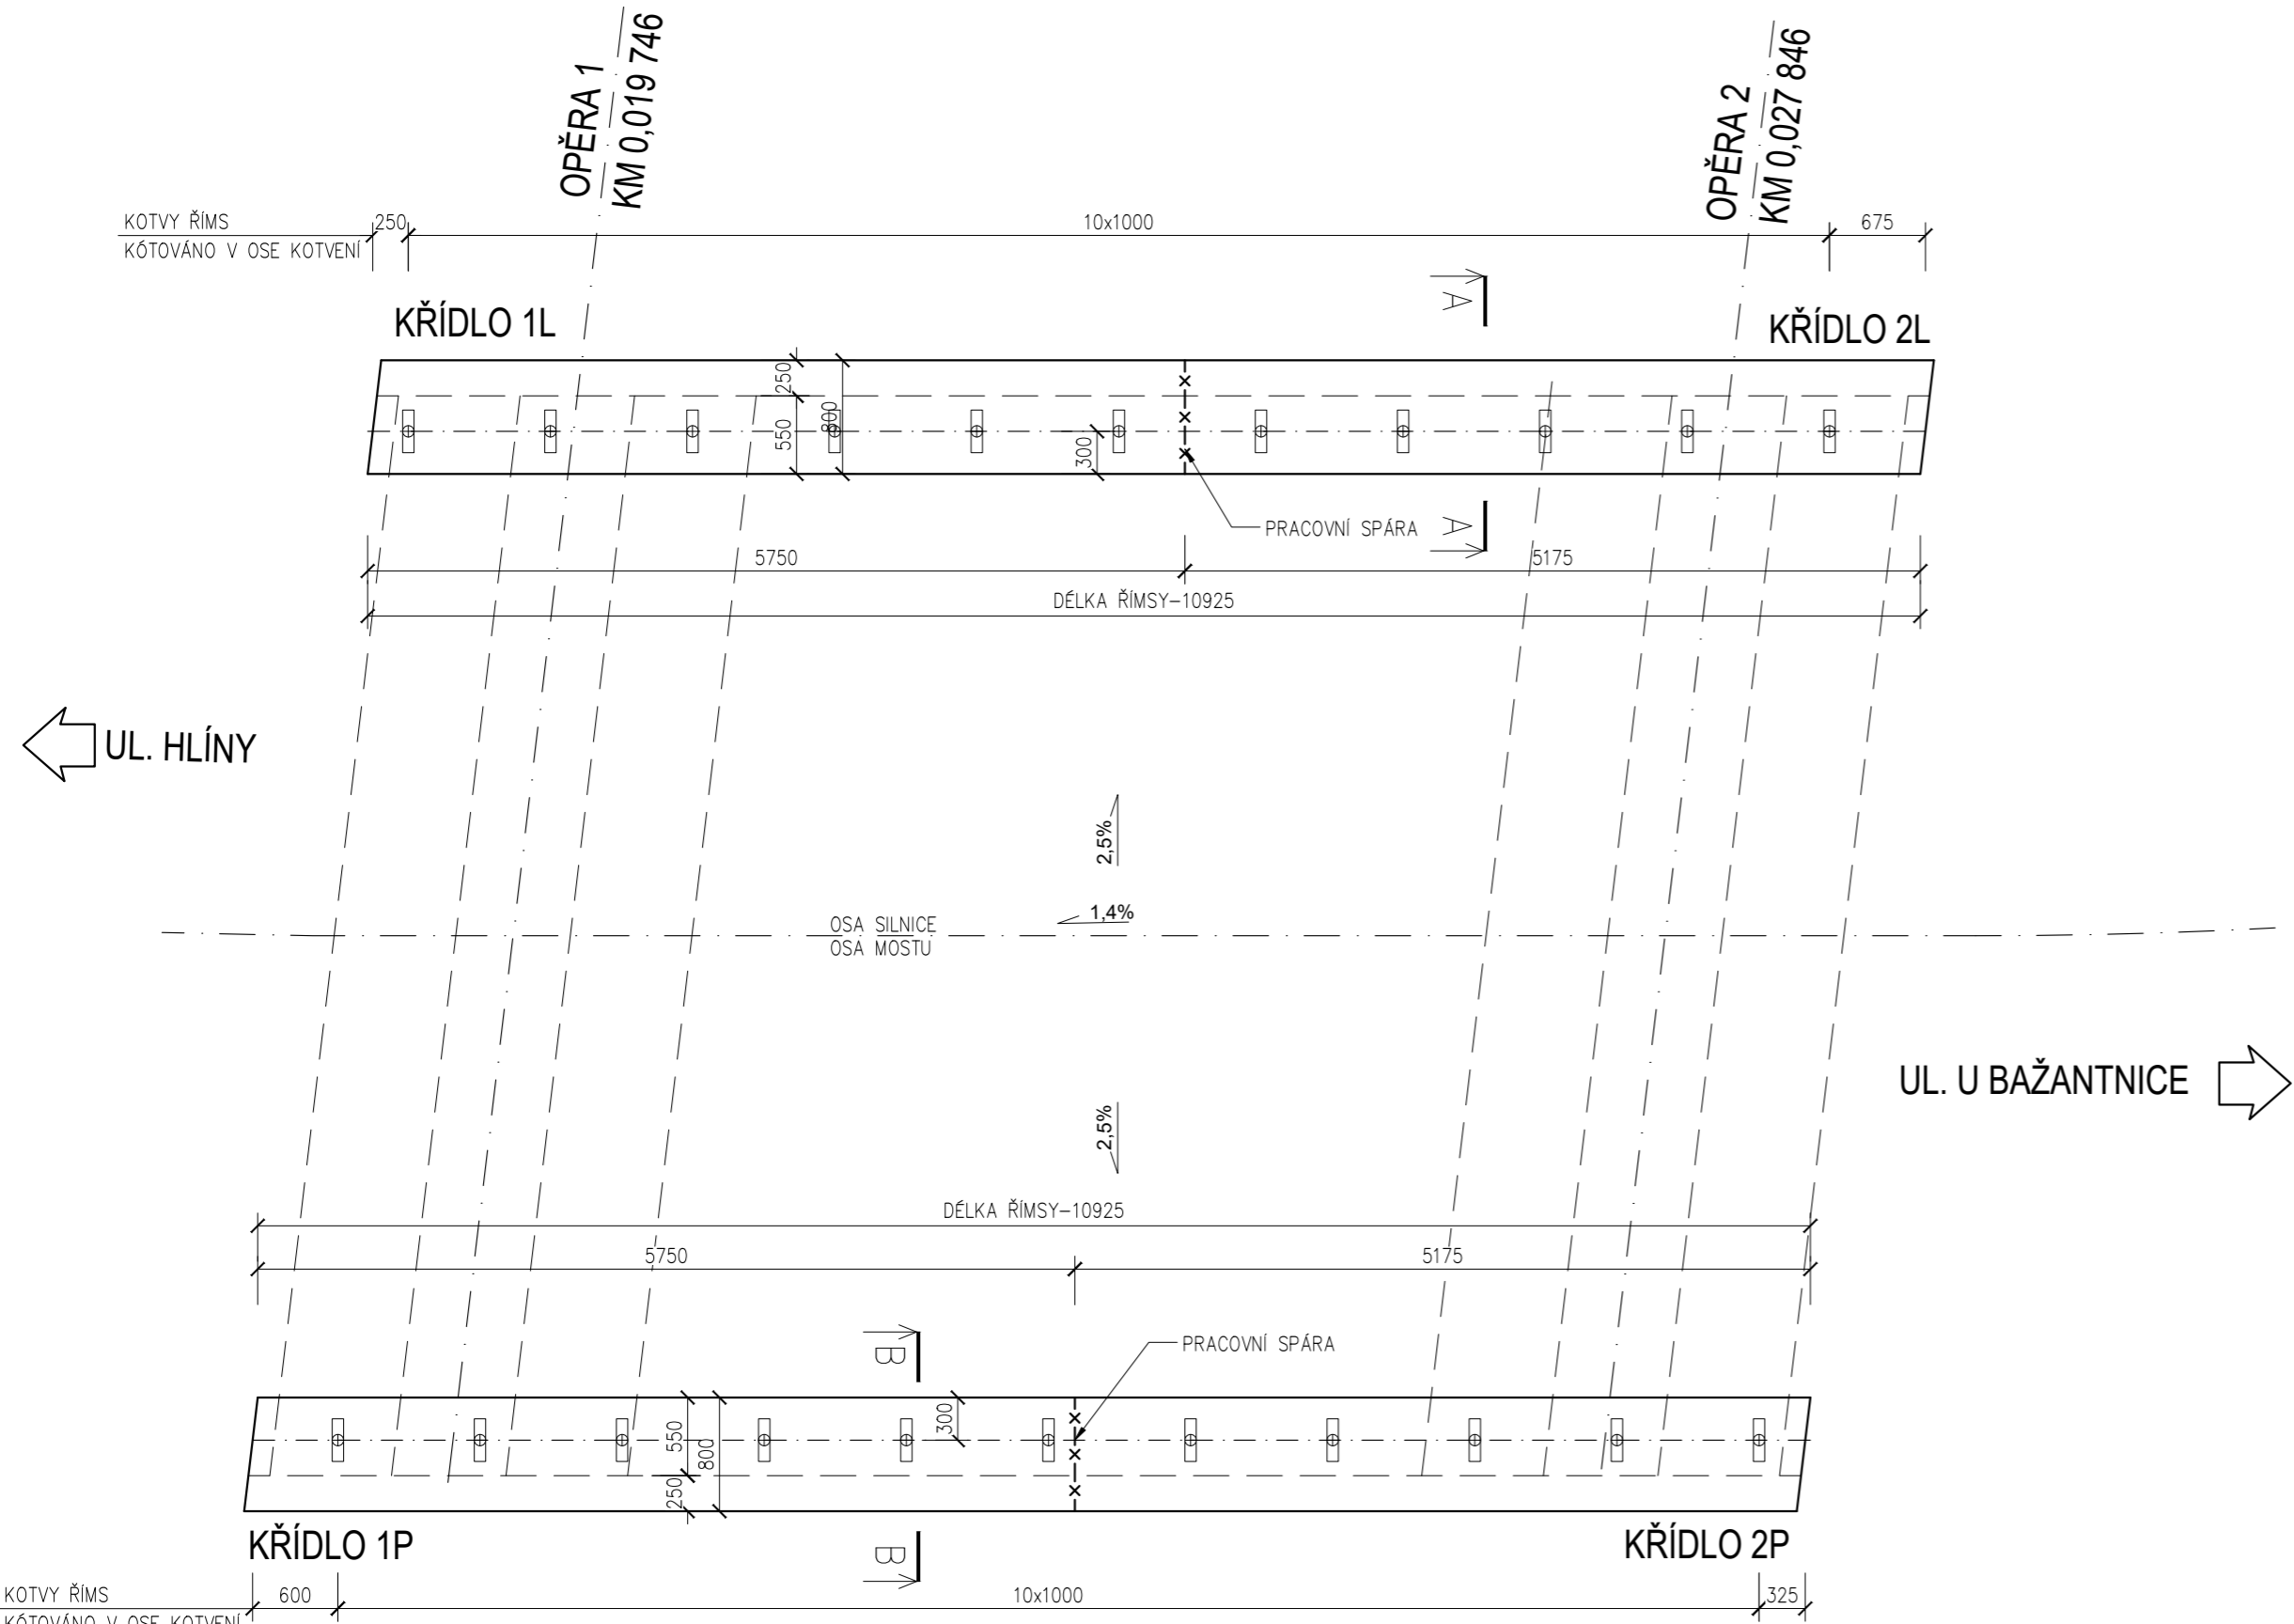 OPĚRA 1
KM 0,019 746
OPĚRA 2
KM 0,027 846
KOTVY ŘÍMS
KÓTOVÁNO V OSE KOTVENÍ
250
10x1000
675
KŘÍDLO 1L
A
KŘÍDLO 2L
250
550
800
300
PRACOVNÍ SPÁRA
A
5750
5175
DÉLKA ŘÍMSY-10925
UL. HLÍNY
2,5%
OSA SILNICE
OSA MOSTU
1,4%
UL. U BAŽANTNICE
2,5%
DÉLKA ŘÍMSY-10925
5750
5175
B
PRACOVNÍ SPÁRA
550
800
250
300
KŘÍDLO 1P
B
KŘÍDLO 2P
KOTVY ŘÍMS
KÓTOVÁNO V OSE KOTVENÍ
600
10x1000
325